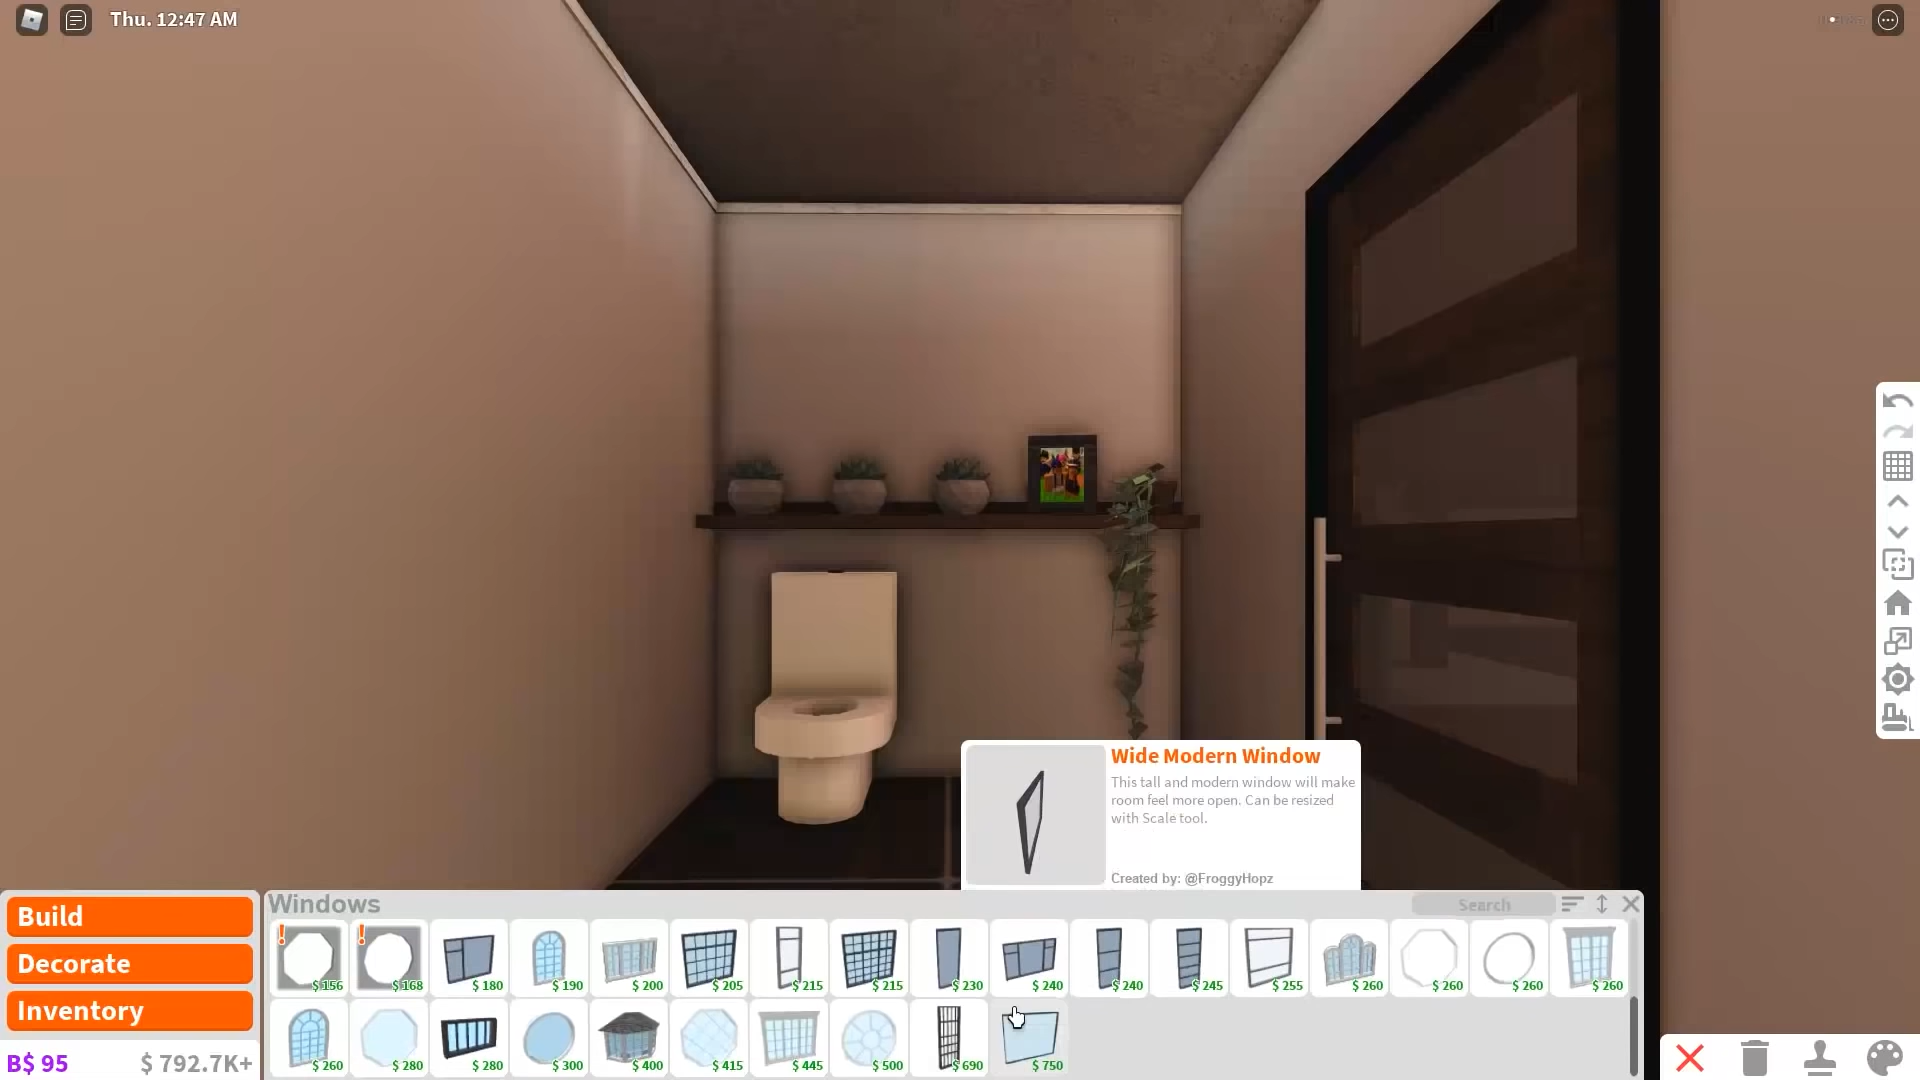 Thu. 12:47 AM
Wide Modern Window
This tall and modern window will make
room feel more open. Can be resized
with Scale tool.
Created by: @FroggyHopz
Windows
Search
Build
Decorate
Inventory
B$ 95
$ 792.7K+
! $ 156
! $ 168
$ 180
$ 190
$ 200
$ 205
$ 215
$ 215
$ 230
$ 240
$ 240
$ 245
$ 255
$ 260
$ 260
$ 260
$ 260
$ 260
$ 280
$ 280
$ 300
$ 400
$ 415
$ 445
$ 500
$ 690
$ 750